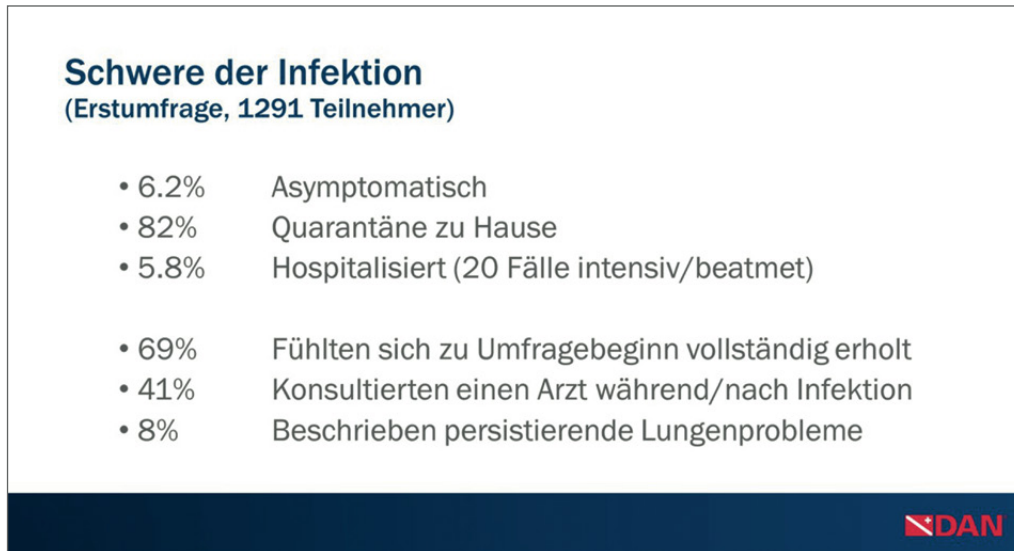 Schwere der Infektion
(Erstumfrage, 1291 Teilnehmer)
• 6.2% Asymptomatisch
• 82% Quarantäne zu Hause
• 5.8% Hospitalisiert (20 Fälle intensiv/beatmet)
• 69% Fühlten sich zu Umfragebeginn vollständig erholt
• 41% Konsultierten einen Arzt während/nach Infektion
• 8% Beschrieben persistierende Lungenprobleme
DAN